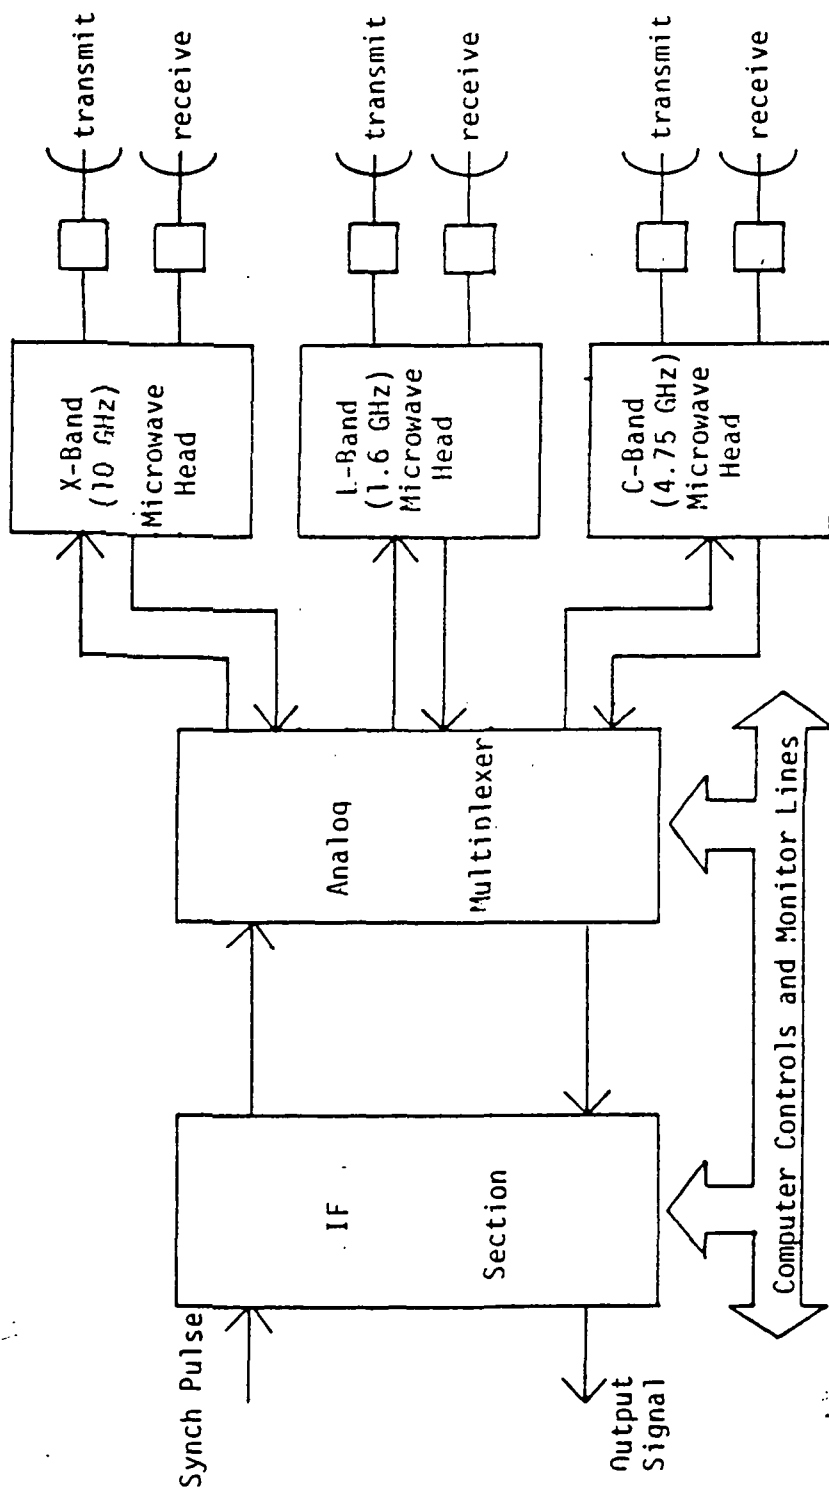 Synch Pulse
Output
Signal
IF
Section
Analog
Multiplexer
X-Band
(10 GHz)
Microwave
Head
L-Band
(1.6 GHz)
Microwave
Head
C-Band
(4.75 GHz)
Microwave
Head
transmit
receive
transmit
receive
transmit
receive
Computer Controls and Monitor Lines